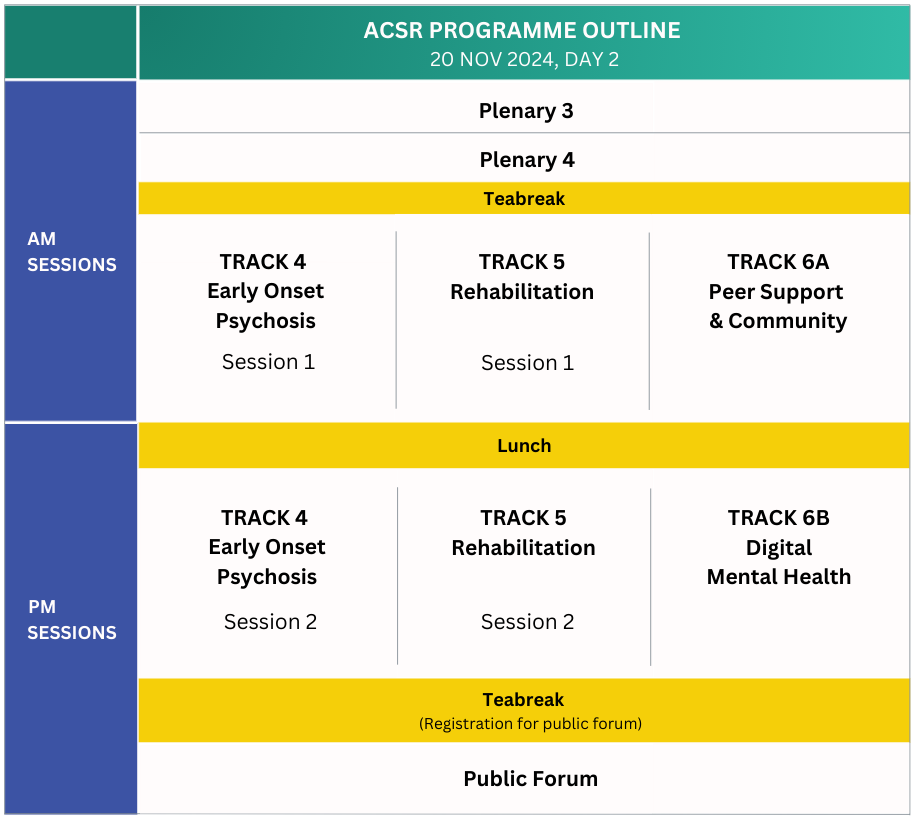 ACSR PROGRAMME OUTLINE
20 NOV 2024, DAY 2
AM
SESSIONS
Plenary 3
Plenary 4
Teabreak
TRACK 4
Early Onset
Psychosis
Session 1
TRACK 5
Rehabilitation
Session 1
TRACK 6A
Peer Support
& Community
PM
SESSIONS
Lunch
TRACK 4
Early Onset
Psychosis
Session 2
TRACK 5
Rehabilitation
Session 2
TRACK 6B
Digital
Mental Health
Teabreak
(Registration for public forum)
Public Forum